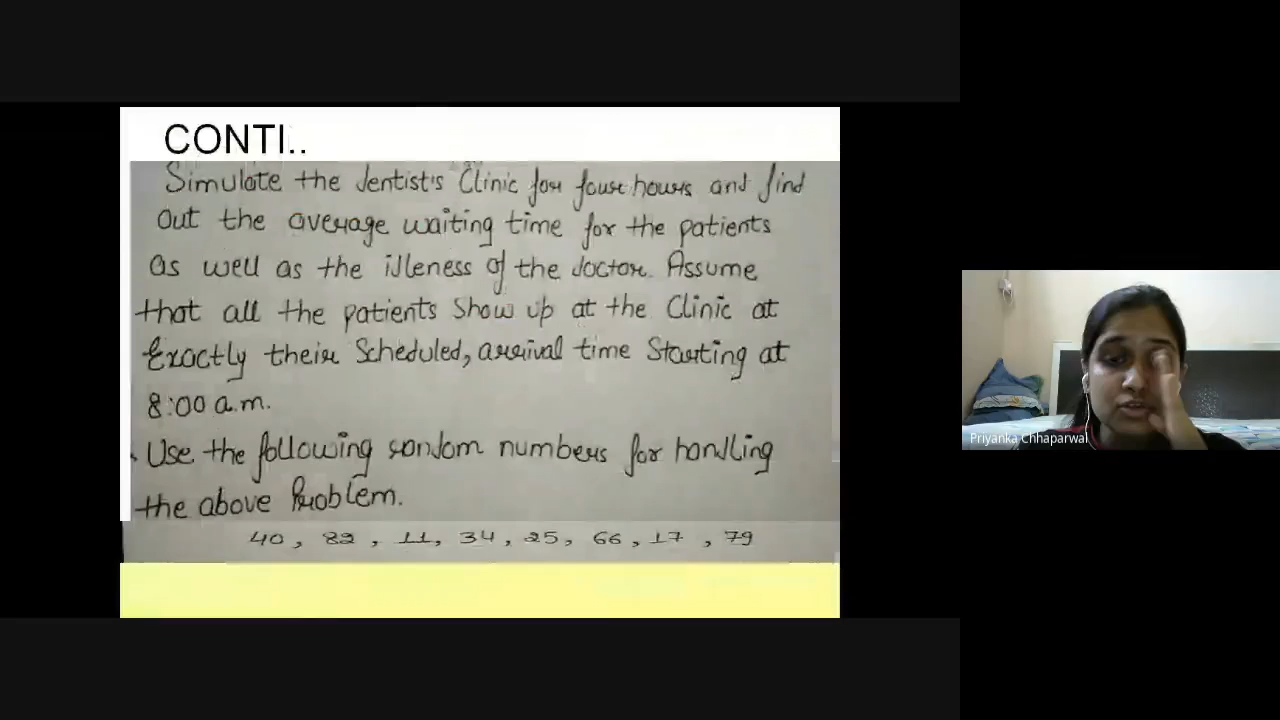 CONTI..
Simulate the dentist's Clinic for four hours and find
out the average waiting time for the patients
as well as the illeness of the doctor. Assume
that all the patients show up at the Clinic at
Exactly their Scheduled, arrival time Starting at
8:00 a.m.
Use the following random numbers for handling
the above Problem.
40, 82, 11, 34, 25, 66, 17, 79
Priyanka Chhaparwal